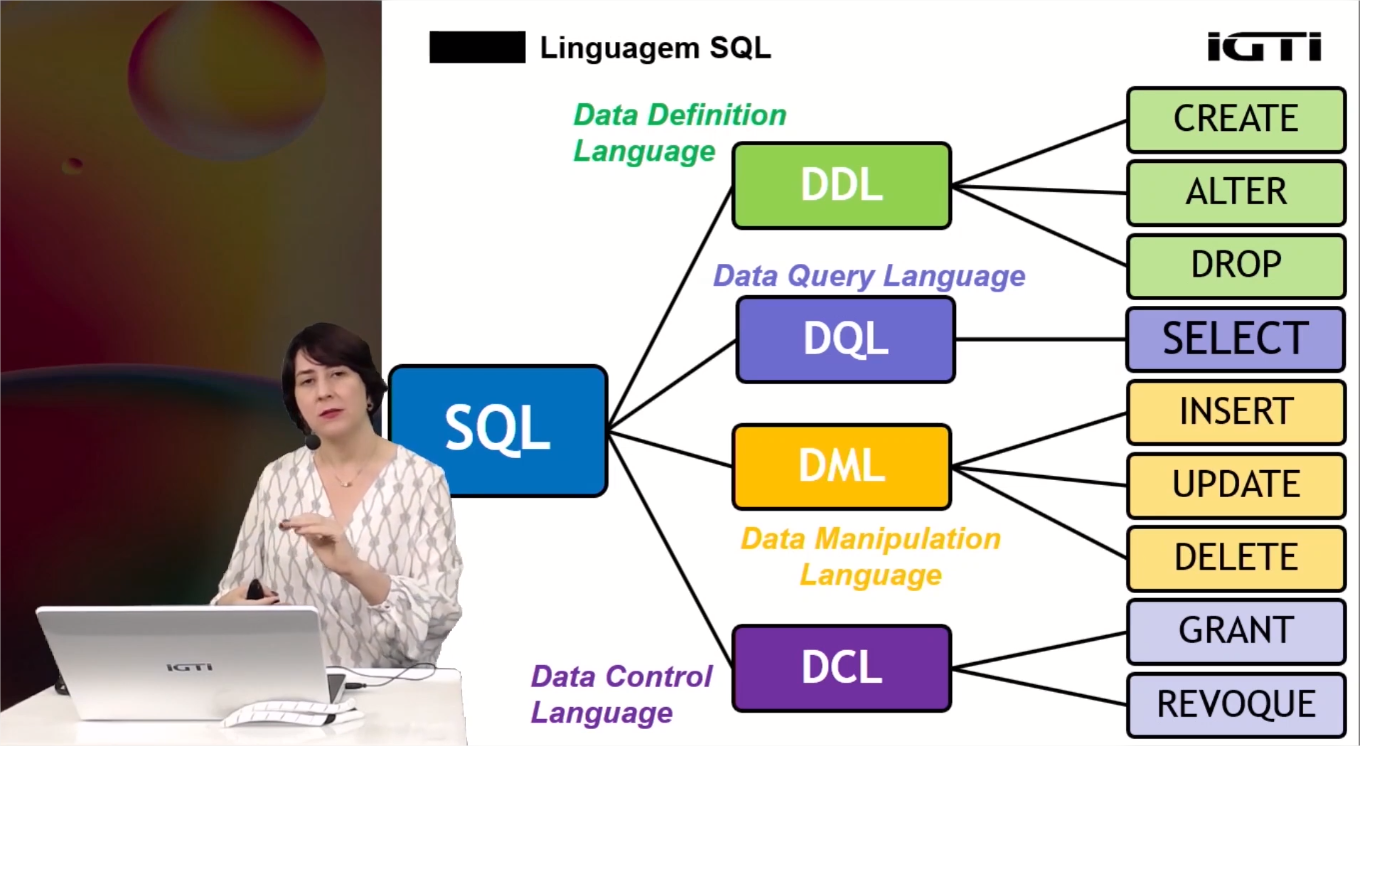 Linguagem SQL
iGTi
Data Definition
Language
DDL
CREATE
ALTER
DROP
Data Query Language
DQL
SELECT
SQL
DML
INSERT
UPDATE
DELETE
Data Manipulation
Language
Data Control
Language
DCL
GRANT
REVOQUE
iGTi